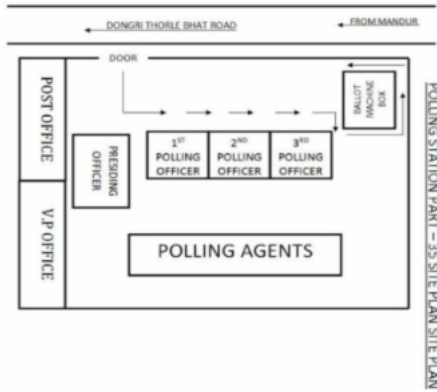 DONGRI THORLE BHAT ROAD
FROM MANDUR
DOOR
POST OFFICE
V.P OFFICE
PRESIDING
OFFICER
1ST
POLLING
OFFICER
2ND
POLLING
OFFICER
3RD
POLLING
OFFICER
BALLOT
MACHINE
BOX
POLLING AGENTS
POLLING STATION PART – 35 SITE PLAN SITE PLAN